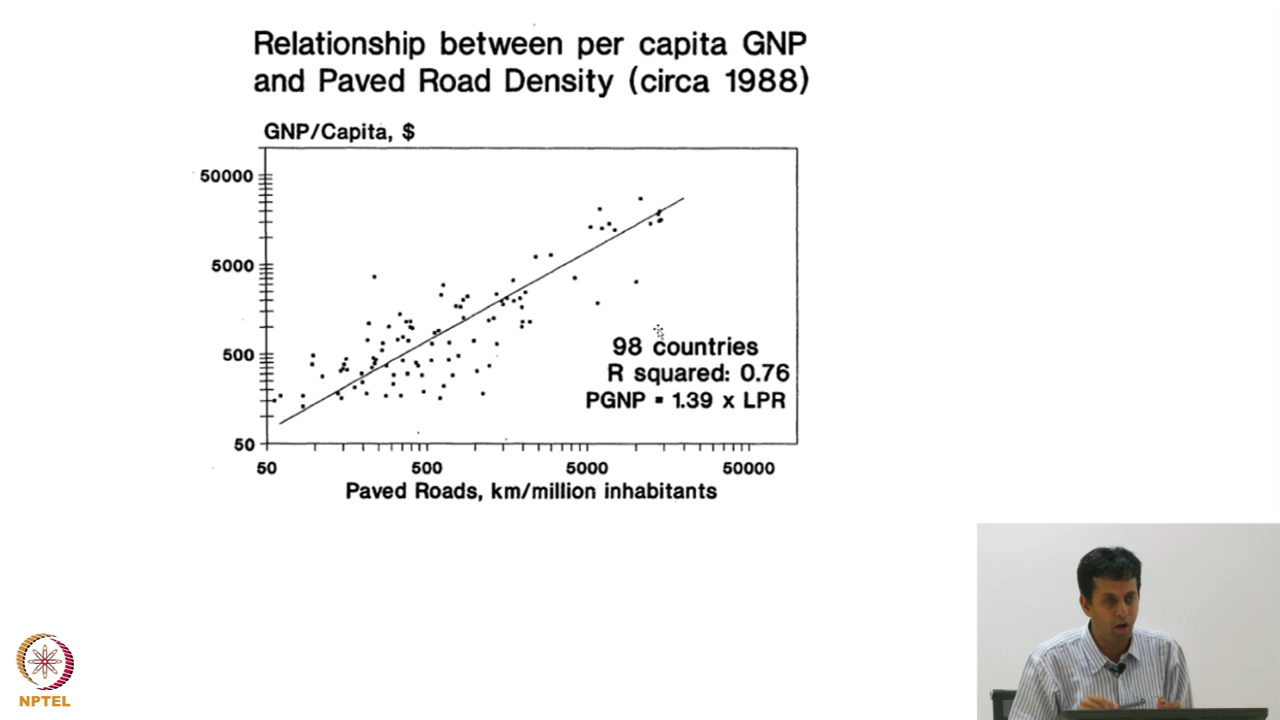 Relationship between per capita GNP
and Paved Road Density (circa 1988)
GNP/Capita, $
50000
5000
500
50
98 countries
R squared: 0.76
PGNP = 1.39 x LPR
50 500 5000 50000
Paved Roads, km/million inhabitants
NPTEL